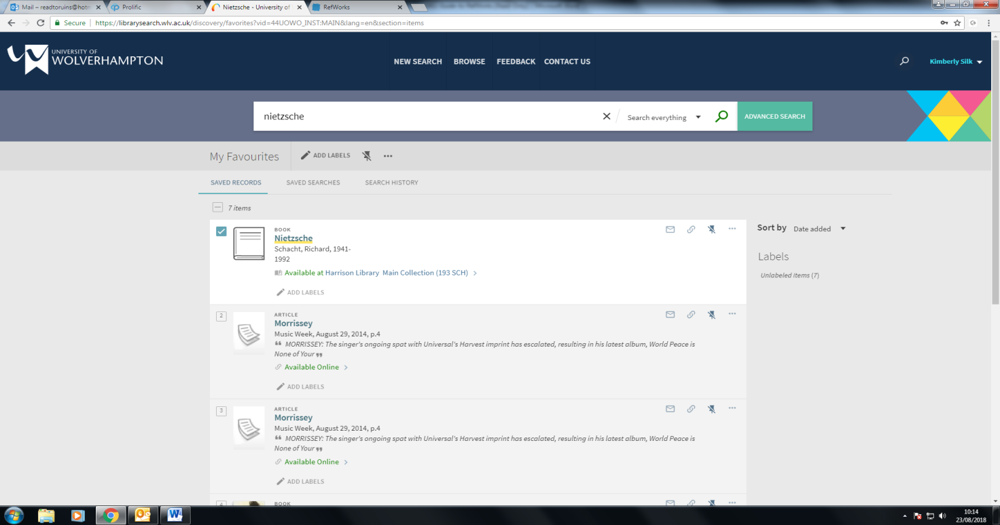 Mail – readtoruins@hotm
Prolific
Nietzsche - University of
RefWorks
Secure
https://librarysearch.wlv.ac.uk/discovery/favorites?vid=44UOWO_INST:MAIN&lang=en&section=items
UNIVERSITY OF
WOLVERHAMPTON
NEW SEARCH BROWSE FEEDBACK CONTACT US
Kimberly Silk
nietzsche
Search everything
ADVANCED SEARCH
My Favourites
ADD LABELS
SAVED RECORDS SAVED SEARCHES SEARCH HISTORY
7 items
Sort by Date added
Labels
Unlabeled items (7)
BOOK
Nietzsche
Schacht, Richard, 1941-
1992
Available at Harrison Library Main Collection (193 SCH)
ADD LABELS
2
ARTICLE
Morrissey
Music Week, August 29, 2014, p.4
❝ MORRISSEY: The singer's ongoing spat with Universal's Harvest imprint has escalated, resulting in his latest album, World Peace is
None of Your ❞
Available Online
ADD LABELS
3
ARTICLE
Morrissey
Music Week, August 29, 2014, p.4
❝ MORRISSEY: The singer's ongoing spat with Universal's Harvest imprint has escalated, resulting in his latest album, World Peace is
None of Your ❞
Available Online
ADD LABELS
4
BOOK
10:14
23/08/2018